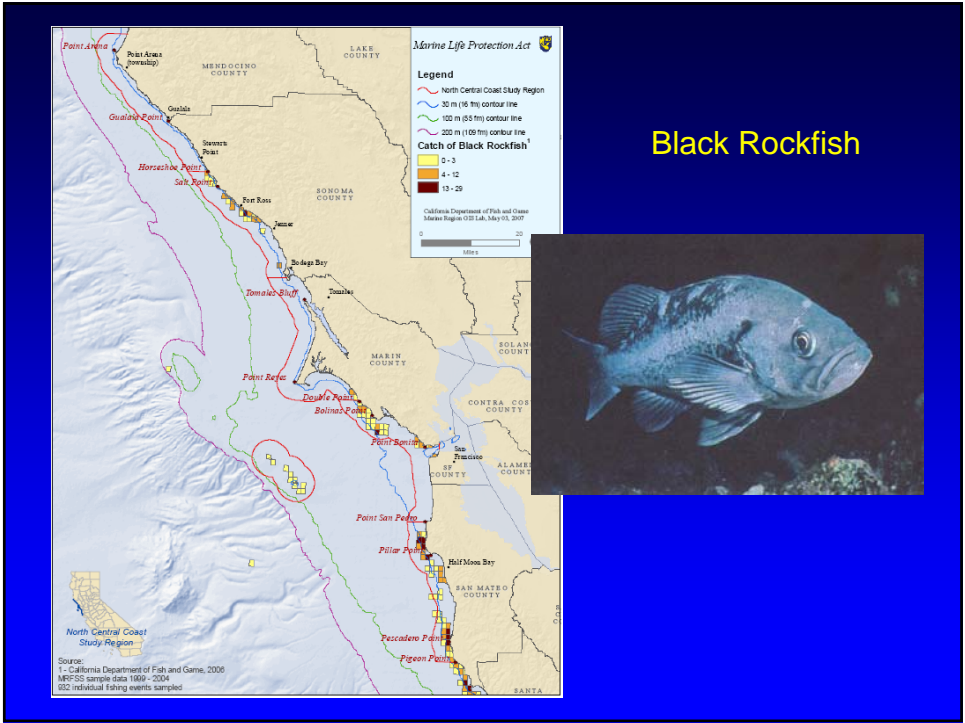 Black Rockfish
Marine Life Protection Act
Legend
North Central Coast Study Region
30 m (16 fm) contour line
100 m (55 fm) contour line
200 m (109 fm) contour line
Catch of Black Rockfish1
0 - 3
4 - 12
13 - 29
California Department of Fish and Game
Marine Region GIS Lab, May 03, 2007
0 20
Miles
Point Arena
Point Arena
(township)
LAKE
COUNTY
MENDOCINO
COUNTY
Gualala
Gualala Point
Stewarts
Point
Horseshoe Point
Salt Point
SONOMA
COUNTY
Fort Ross
Jenner
Bodega Bay
Tomales Bluff
Tomales
SOLAN
COUNT
MARIN
COUNTY
Point Reyes
Double Point
Bolinas Point
CONTRA COS
COUNTY
Point Bonita
San
Francisco
SF
COUNTY
ALAME
COUNT
Point San Pedro
Pillar Point
Half Moon Bay
SAN MATEO
COUNTY
Pescadero Point
Pigeon Point
SANTA
North Central Coast
Study Region
Source:
1 - California Department of Fish and Game, 2006
MRFSS sample data 1999 - 2004
932 individual fishing events sampled